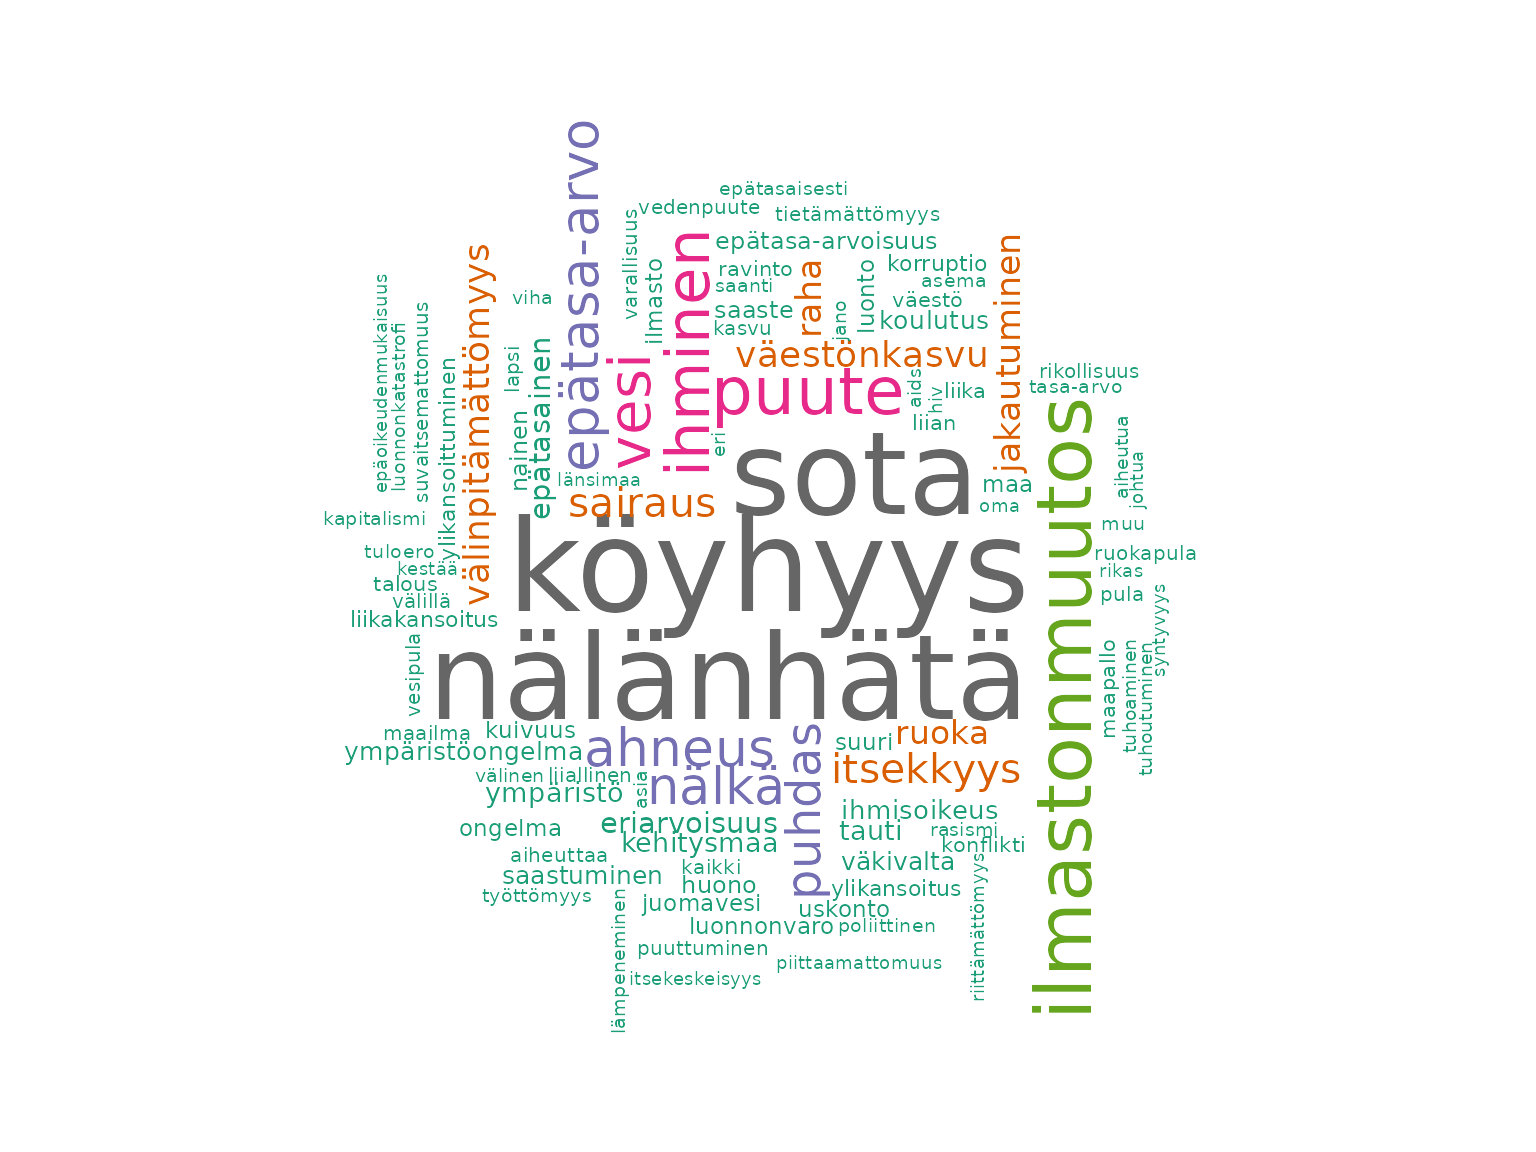 epätasaisesti
vedenpuute
tietämättömyys
epätasa-arvo
varallisuus
epätasa-arvoisuus
ihminen
välinpitämättömyys
jakautuminen
korruptio
ilmasto
ravinto
raha
luonto
saanti
asema
epäoikeudenmukaisuus
viha
väestö
suvaitsemattomuus
saaste
jano
koulutus
kasvu
luonnonkatastrofi
epätasainen
lapsi
vesi
väestönkasvu
ylikansoittuminen
rikollisuus
puute
aids
hiv
liika
tasa-arvo
ilmastonmuutos
nainen
liian
aiheutua
eri
sota
johtua
länsimaa
maa
sairaus
oma
kapitalismi
köyhyys
muu
tuloero
ruokapula
kestää
rikas
talous
välillä
pula
syntyvyys
liikakansoitus
vesipula
nälänhätä
maapallo
tuhoaminen
tuhoutuminen
maailma
kuivuus
ahneus
puhdas
suuri
ruoka
ympäristöongelma
välinen
liiallinen
itsekkyys
nälkä
asia
ympäristö
ihmisoikeus
eriarvoisuus
ongelma
tauti
rasismi
kehitysmaa
konflikti
aiheuttaa
väkivalta
kaikki
saastuminen
huono
ylikansoitus
riittämättömyys
työttömyys
juomavesi
uskonto
lämpeneminen
luonnonvaro
poliittinen
puuttuminen
piittaamattomuus
itsekeskeisyys